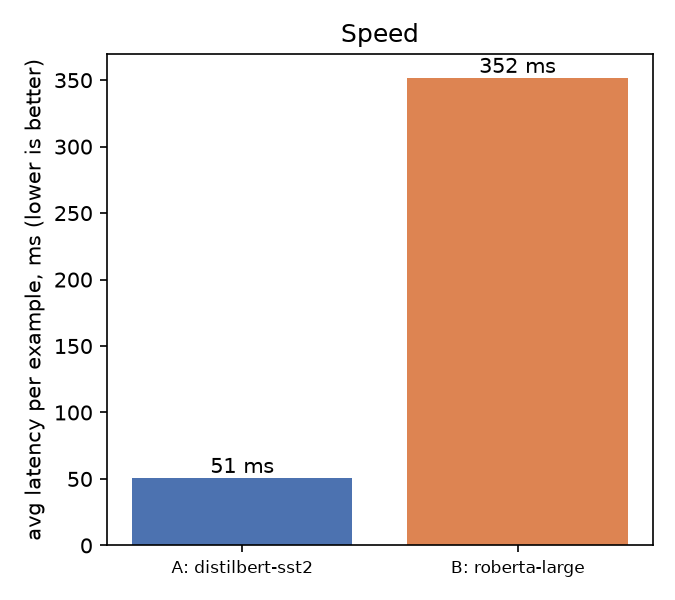 Speed
avg latency per example, ms (lower is better)
350
300
250
200
150
100
50
0
51 ms
352 ms
A: distilbert-sst2
B: roberta-large